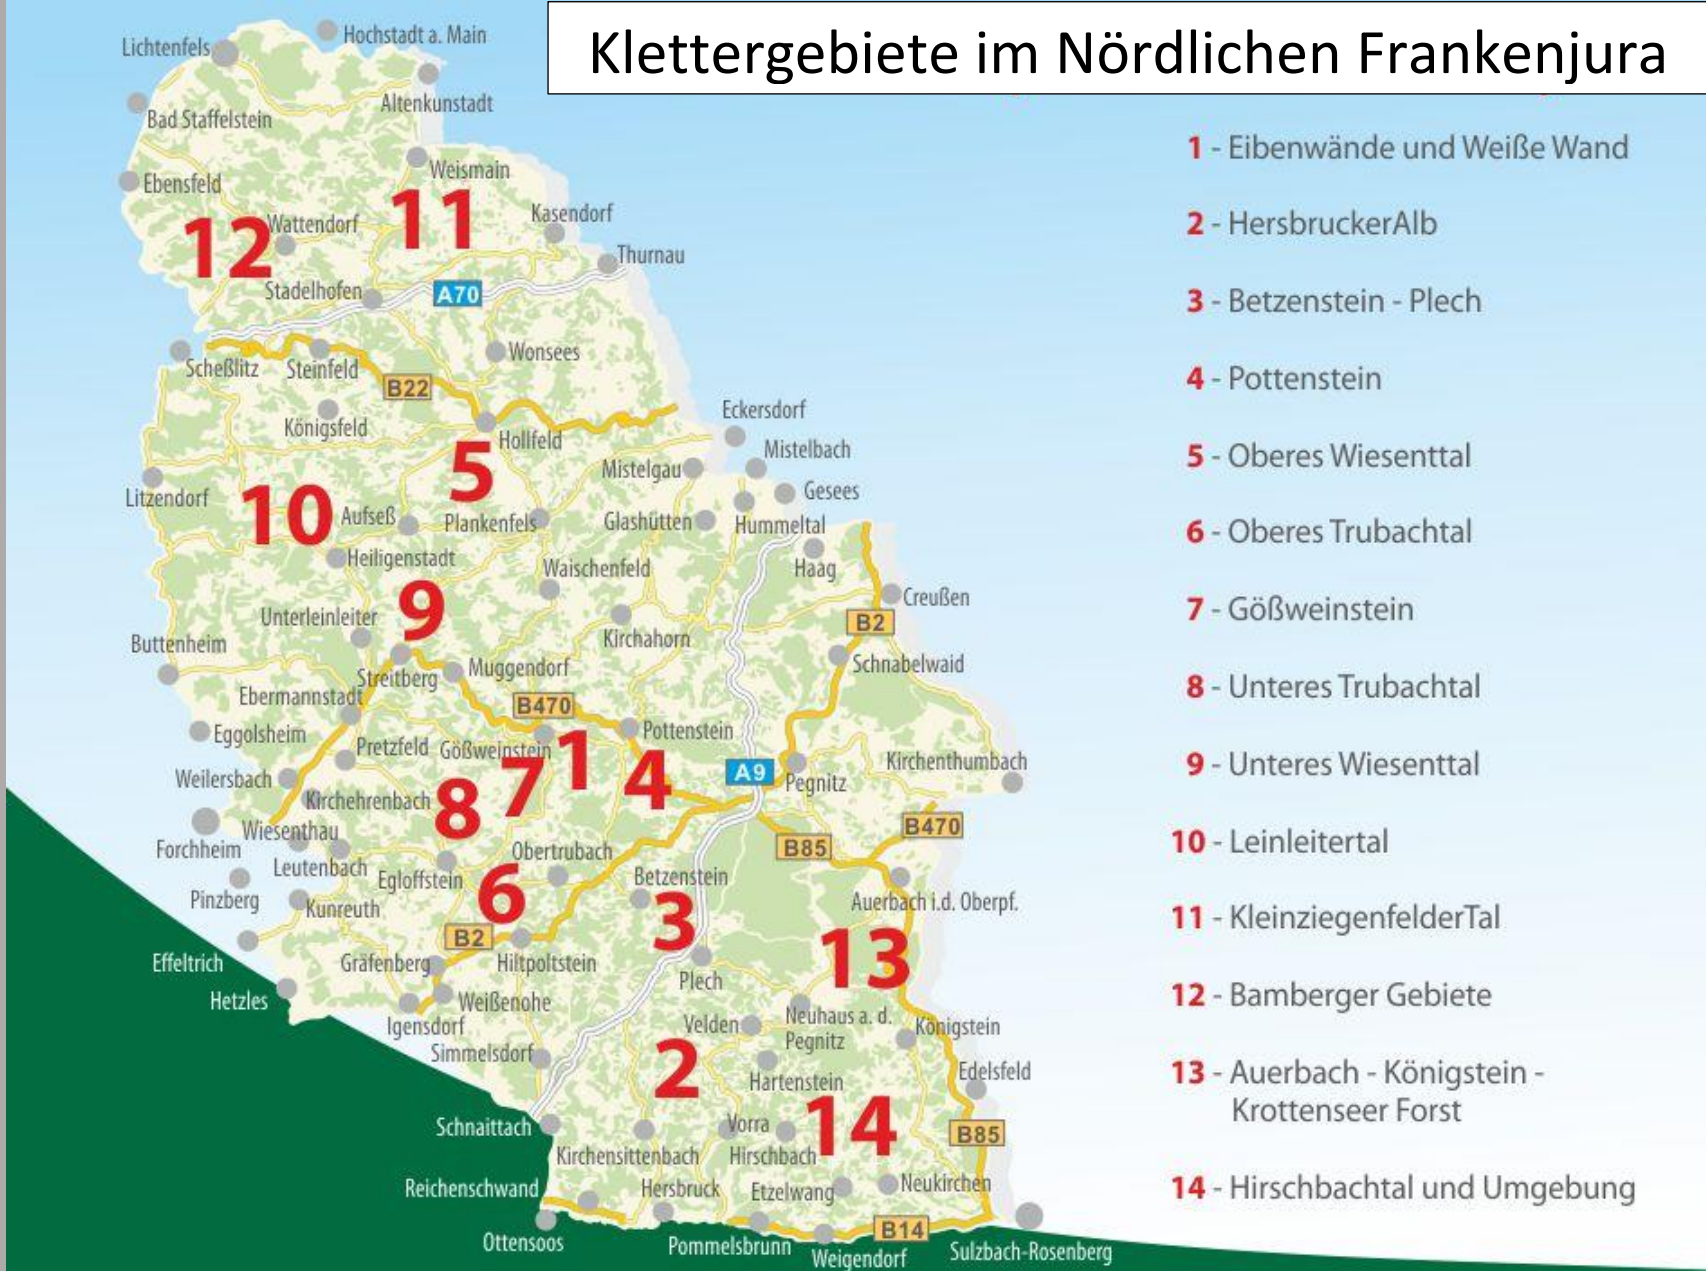 Klettergebiete im Nördlichen Frankenjura
1 - Eibenwände und Weiße Wand
2 - HersbruckerAlb
3 - Betzenstein - Plech
4 - Pottenstein
5 - Oberes Wiesenttal
6 - Oberes Trubachtal
7 - Gößweinstein
8 - Unteres Trubachtal
9 - Unteres Wiesenttal
10 - Leinleitertal
11 - KleinziegenfelderTal
12 - Bamberger Gebiete
13 - Auerbach - Königstein -
Krottenseer Forst
14 - Hirschbachtal und Umgebung
Hochstadt a. Main
Lichtenfels
Altenkunstadt
Bad Staffelstein
Weismain
Ebensfeld
11
Kasendorf
Wattendorf
12
Thurnau
Stadelhofen
A70
Wonsees
Scheßlitz
Steinfeld
B22
Eckersdorf
Königsfeld
Hollfeld
Mistelbach
5
Mistelgau
Gesees
Litzendorf
10
Aufseß
Plankenfels
Glashütten
Hummeltal
Heiligenstadt
Waischenfeld
Haag
Creußen
9
Unterleinleiter
B2
Kirchahorn
Buttenheim
Schnabelwaid
Muggendorf
Streitberg
Ebermannstadt
B470
Pottenstein
Eggolsheim
Pretzfeld
Gößweinstein
1
Kirchenthumbach
A9
4
Weilersbach
Pegnitz
7
Kirchehrenbach
8
B470
Wiesenthau
B85
Forchheim
Obertrubach
Leutenbach
Egloffstein
Betzenstein
6
Pinzberg
Kunreuth
Auerbach i.d. Oberpf.
3
B2
13
Effeltrich
Gräfenberg
Hiltpoltstein
Plech
Hetzles
Weißenohe
Neuhaus a. d.
Pegnitz
Igensdorf
Velden
Königstein
Simmelsdorf
2
Edelsfeld
Hartenstein
Schnaittach
Vorra
14
B85
Kirchensittenbach
Hirschbach
Reichenschwand
Hersbruck
Etzelwang
Neukirchen
B14
Ottensoos
Pommelsbrunn
Weigendorf
Sulzbach-Rosenberg